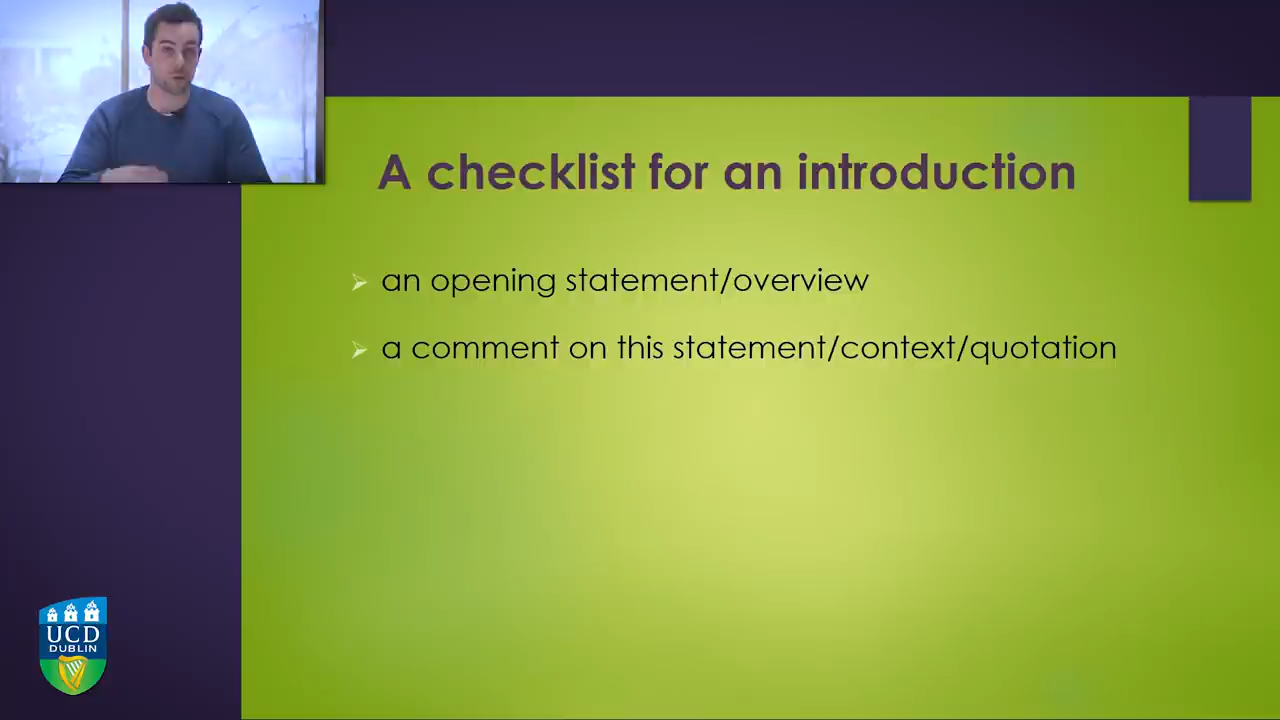 A checklist for an introduction
an opening statement/overview
a comment on this statement/context/quotation
UCD
DUBLIN